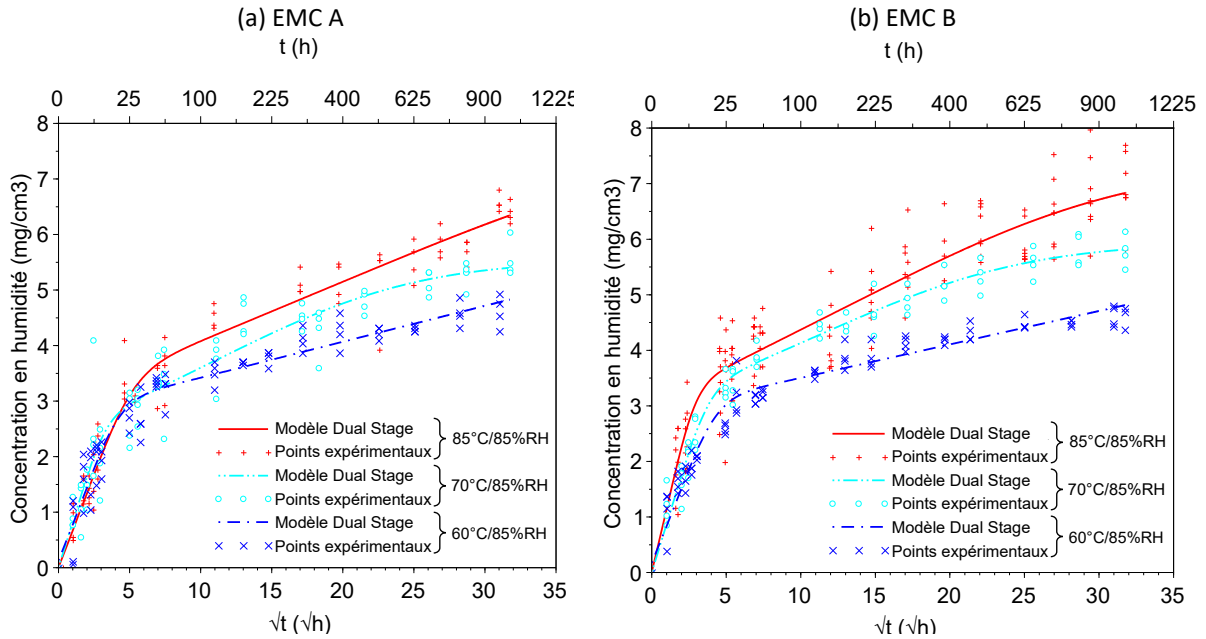 (a) EMC A
t (h)
0 25 100 225 400 625 900 1225
8
7
6
5
4
3
2
1
0
Concentration en humidité (mg/cm3)
Modèle Dual Stage
Points expérimentaux
85°C/85%RH
Modèle Dual Stage
Points expérimentaux
70°C/85%RH
Modèle Dual Stage
Points expérimentaux
60°C/85%RH
0 5 10 15 20 25 30 35
√t (√h)
(b) EMC B
t (h)
0 25 100 225 400 625 900 1225
8
7
6
5
4
3
2
1
0
Concentration en humidité (mg/cm3)
Modèle Dual Stage
Points expérimentaux
85°C/85%RH
Modèle Dual Stage
Points expérimentaux
70°C/85%RH
Modèle Dual Stage
Points expérimentaux
60°C/85%RH
0 5 10 15 20 25 30 35
√t (√h)